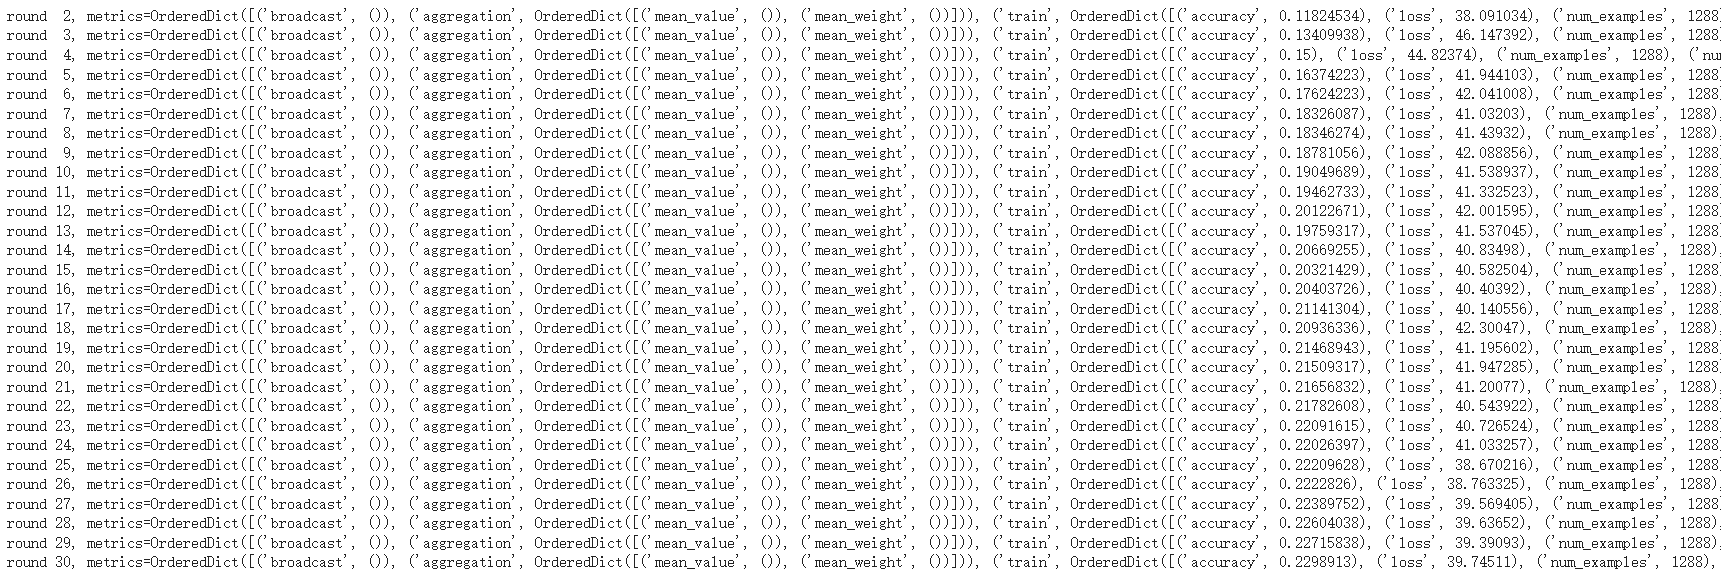 round  2, metrics=OrderedDict([('broadcast', ()), ('aggregation', OrderedDict([('mean_value', ()), ('mean_weight', ())])), ('train', OrderedDict([('accuracy', 0.11824534), ('loss', 38.091034), ('num_examples', 1288)
round  3, metrics=OrderedDict([('broadcast', ()), ('aggregation', OrderedDict([('mean_value', ()), ('mean_weight', ())])), ('train', OrderedDict([('accuracy', 0.13409938), ('loss', 46.147392), ('num_examples', 1288)
round  4, metrics=OrderedDict([('broadcast', ()), ('aggregation', OrderedDict([('mean_value', ()), ('mean_weight', ())])), ('train', OrderedDict([('accuracy', 0.15), ('loss', 44.82374), ('num_examples', 1288), ('nu
round  5, metrics=OrderedDict([('broadcast', ()), ('aggregation', OrderedDict([('mean_value', ()), ('mean_weight', ())])), ('train', OrderedDict([('accuracy', 0.16374223), ('loss', 41.944103), ('num_examples', 1288)
round  6, metrics=OrderedDict([('broadcast', ()), ('aggregation', OrderedDict([('mean_value', ()), ('mean_weight', ())])), ('train', OrderedDict([('accuracy', 0.17624223), ('loss', 42.041008), ('num_examples', 1288)
round  7, metrics=OrderedDict([('broadcast', ()), ('aggregation', OrderedDict([('mean_value', ()), ('mean_weight', ())])), ('train', OrderedDict([('accuracy', 0.18326087), ('loss', 41.03203), ('num_examples', 1288),
round  8, metrics=OrderedDict([('broadcast', ()), ('aggregation', OrderedDict([('mean_value', ()), ('mean_weight', ())])), ('train', OrderedDict([('accuracy', 0.18346274), ('loss', 41.43932), ('num_examples', 1288),
round  9, metrics=OrderedDict([('broadcast', ()), ('aggregation', OrderedDict([('mean_value', ()), ('mean_weight', ())])), ('train', OrderedDict([('accuracy', 0.18781056), ('loss', 42.088856), ('num_examples', 1288)
round 10, metrics=OrderedDict([('broadcast', ()), ('aggregation', OrderedDict([('mean_value', ()), ('mean_weight', ())])), ('train', OrderedDict([('accuracy', 0.19049689), ('loss', 41.538937), ('num_examples', 1288)
round 11, metrics=OrderedDict([('broadcast', ()), ('aggregation', OrderedDict([('mean_value', ()), ('mean_weight', ())])), ('train', OrderedDict([('accuracy', 0.19462733), ('loss', 41.332523), ('num_examples', 1288)
round 12, metrics=OrderedDict([('broadcast', ()), ('aggregation', OrderedDict([('mean_value', ()), ('mean_weight', ())])), ('train', OrderedDict([('accuracy', 0.20122671), ('loss', 42.001595), ('num_examples', 1288)
round 13, metrics=OrderedDict([('broadcast', ()), ('aggregation', OrderedDict([('mean_value', ()), ('mean_weight', ())])), ('train', OrderedDict([('accuracy', 0.19759317), ('loss', 41.537045), ('num_examples', 1288)
round 14, metrics=OrderedDict([('broadcast', ()), ('aggregation', OrderedDict([('mean_value', ()), ('mean_weight', ())])), ('train', OrderedDict([('accuracy', 0.20669255), ('loss', 40.83498), ('num_examples', 1288),
round 15, metrics=OrderedDict([('broadcast', ()), ('aggregation', OrderedDict([('mean_value', ()), ('mean_weight', ())])), ('train', OrderedDict([('accuracy', 0.20321429), ('loss', 40.582504), ('num_examples', 1288)
round 16, metrics=OrderedDict([('broadcast', ()), ('aggregation', OrderedDict([('mean_value', ()), ('mean_weight', ())])), ('train', OrderedDict([('accuracy', 0.20403726), ('loss', 40.40392), ('num_examples', 1288),
round 17, metrics=OrderedDict([('broadcast', ()), ('aggregation', OrderedDict([('mean_value', ()), ('mean_weight', ())])), ('train', OrderedDict([('accuracy', 0.21141304), ('loss', 40.140556), ('num_examples', 1288)
round 18, metrics=OrderedDict([('broadcast', ()), ('aggregation', OrderedDict([('mean_value', ()), ('mean_weight', ())])), ('train', OrderedDict([('accuracy', 0.20936336), ('loss', 42.30047), ('num_examples', 1288),
round 19, metrics=OrderedDict([('broadcast', ()), ('aggregation', OrderedDict([('mean_value', ()), ('mean_weight', ())])), ('train', OrderedDict([('accuracy', 0.21468943), ('loss', 41.195602), ('num_examples', 1288)
round 20, metrics=OrderedDict([('broadcast', ()), ('aggregation', OrderedDict([('mean_value', ()), ('mean_weight', ())])), ('train', OrderedDict([('accuracy', 0.21509317), ('loss', 41.947285), ('num_examples', 1288)
round 21, metrics=OrderedDict([('broadcast', ()), ('aggregation', OrderedDict([('mean_value', ()), ('mean_weight', ())])), ('train', OrderedDict([('accuracy', 0.21656832), ('loss', 41.20077), ('num_examples', 1288),
round 22, metrics=OrderedDict([('broadcast', ()), ('aggregation', OrderedDict([('mean_value', ()), ('mean_weight', ())])), ('train', OrderedDict([('accuracy', 0.21782608), ('loss', 40.543922), ('num_examples', 1288)
round 23, metrics=OrderedDict([('broadcast', ()), ('aggregation', OrderedDict([('mean_value', ()), ('mean_weight', ())])), ('train', OrderedDict([('accuracy', 0.22091615), ('loss', 40.726524), ('num_examples', 1288)
round 24, metrics=OrderedDict([('broadcast', ()), ('aggregation', OrderedDict([('mean_value', ()), ('mean_weight', ())])), ('train', OrderedDict([('accuracy', 0.22026397), ('loss', 41.033257), ('num_examples', 1288)
round 25, metrics=OrderedDict([('broadcast', ()), ('aggregation', OrderedDict([('mean_value', ()), ('mean_weight', ())])), ('train', OrderedDict([('accuracy', 0.22209628), ('loss', 38.670216), ('num_examples', 1288)
round 26, metrics=OrderedDict([('broadcast', ()), ('aggregation', OrderedDict([('mean_value', ()), ('mean_weight', ())])), ('train', OrderedDict([('accuracy', 0.2222826), ('loss', 38.763325), ('num_examples', 1288),
round 27, metrics=OrderedDict([('broadcast', ()), ('aggregation', OrderedDict([('mean_value', ()), ('mean_weight', ())])), ('train', OrderedDict([('accuracy', 0.22389752), ('loss', 39.569405), ('num_examples', 1288)
round 28, metrics=OrderedDict([('broadcast', ()), ('aggregation', OrderedDict([('mean_value', ()), ('mean_weight', ())])), ('train', OrderedDict([('accuracy', 0.22604038), ('loss', 39.63652), ('num_examples', 1288),
round 29, metrics=OrderedDict([('broadcast', ()), ('aggregation', OrderedDict([('mean_value', ()), ('mean_weight', ())])), ('train', OrderedDict([('accuracy', 0.22715838), ('loss', 39.39093), ('num_examples', 1288),
round 30, metrics=OrderedDict([('broadcast', ()), ('aggregation', OrderedDict([('mean_value', ()), ('mean_weight', ())])), ('train', OrderedDict([('accuracy', 0.2298913), ('loss', 39.74511), ('num_examples', 1288),